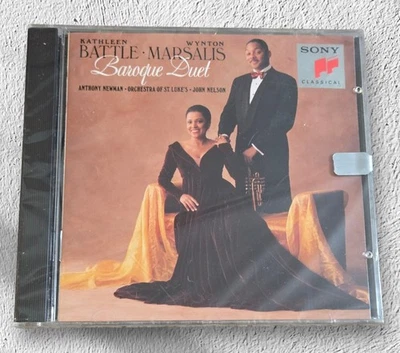 KATHLEEN WYNTON
BATTLE · MARSALIS
Baroque Duet
ANTHONY NEWMAN · ORCHESTRA OF ST. LUKE'S · JOHN NELSON
SONY
CLASSICAL